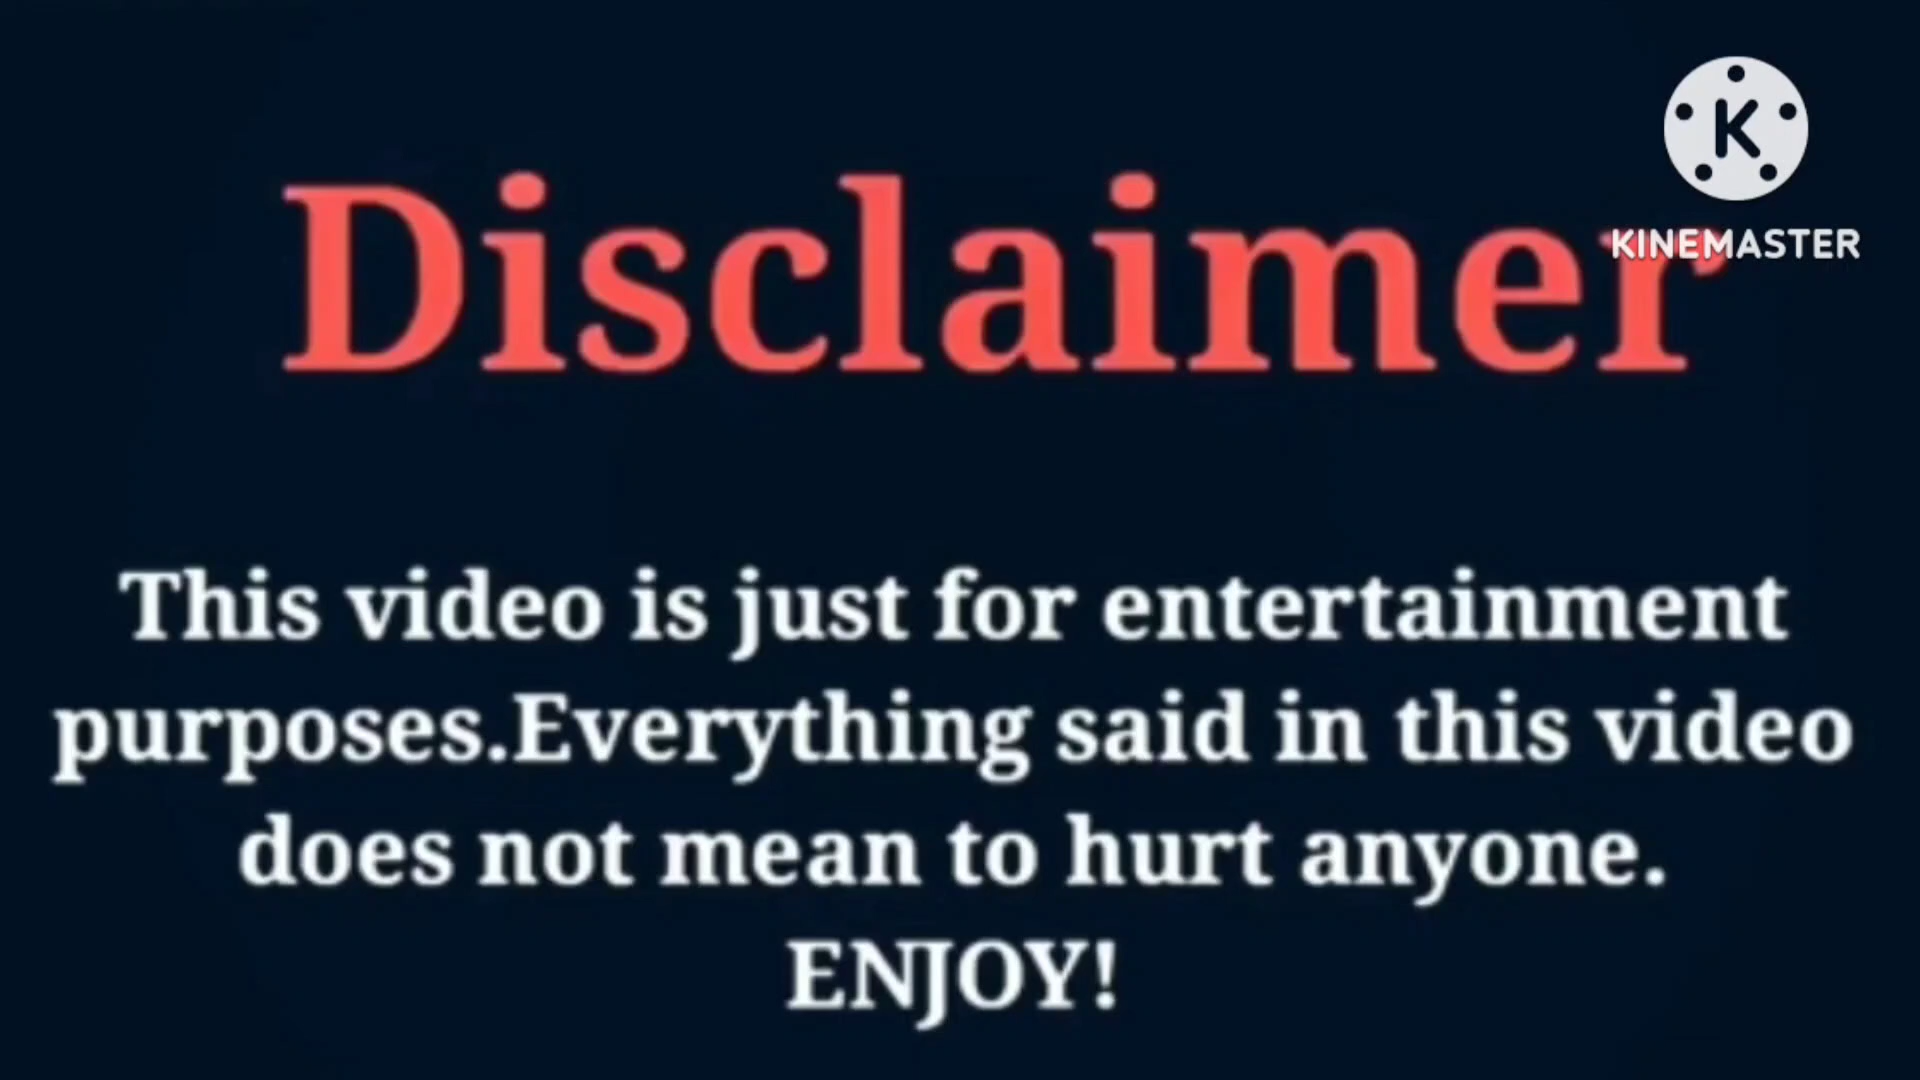 K
KINEMASTER
Disclaimer
This video is just for entertainment
purposes.Everything said in this video
does not mean to hurt anyone.
ENJOY!